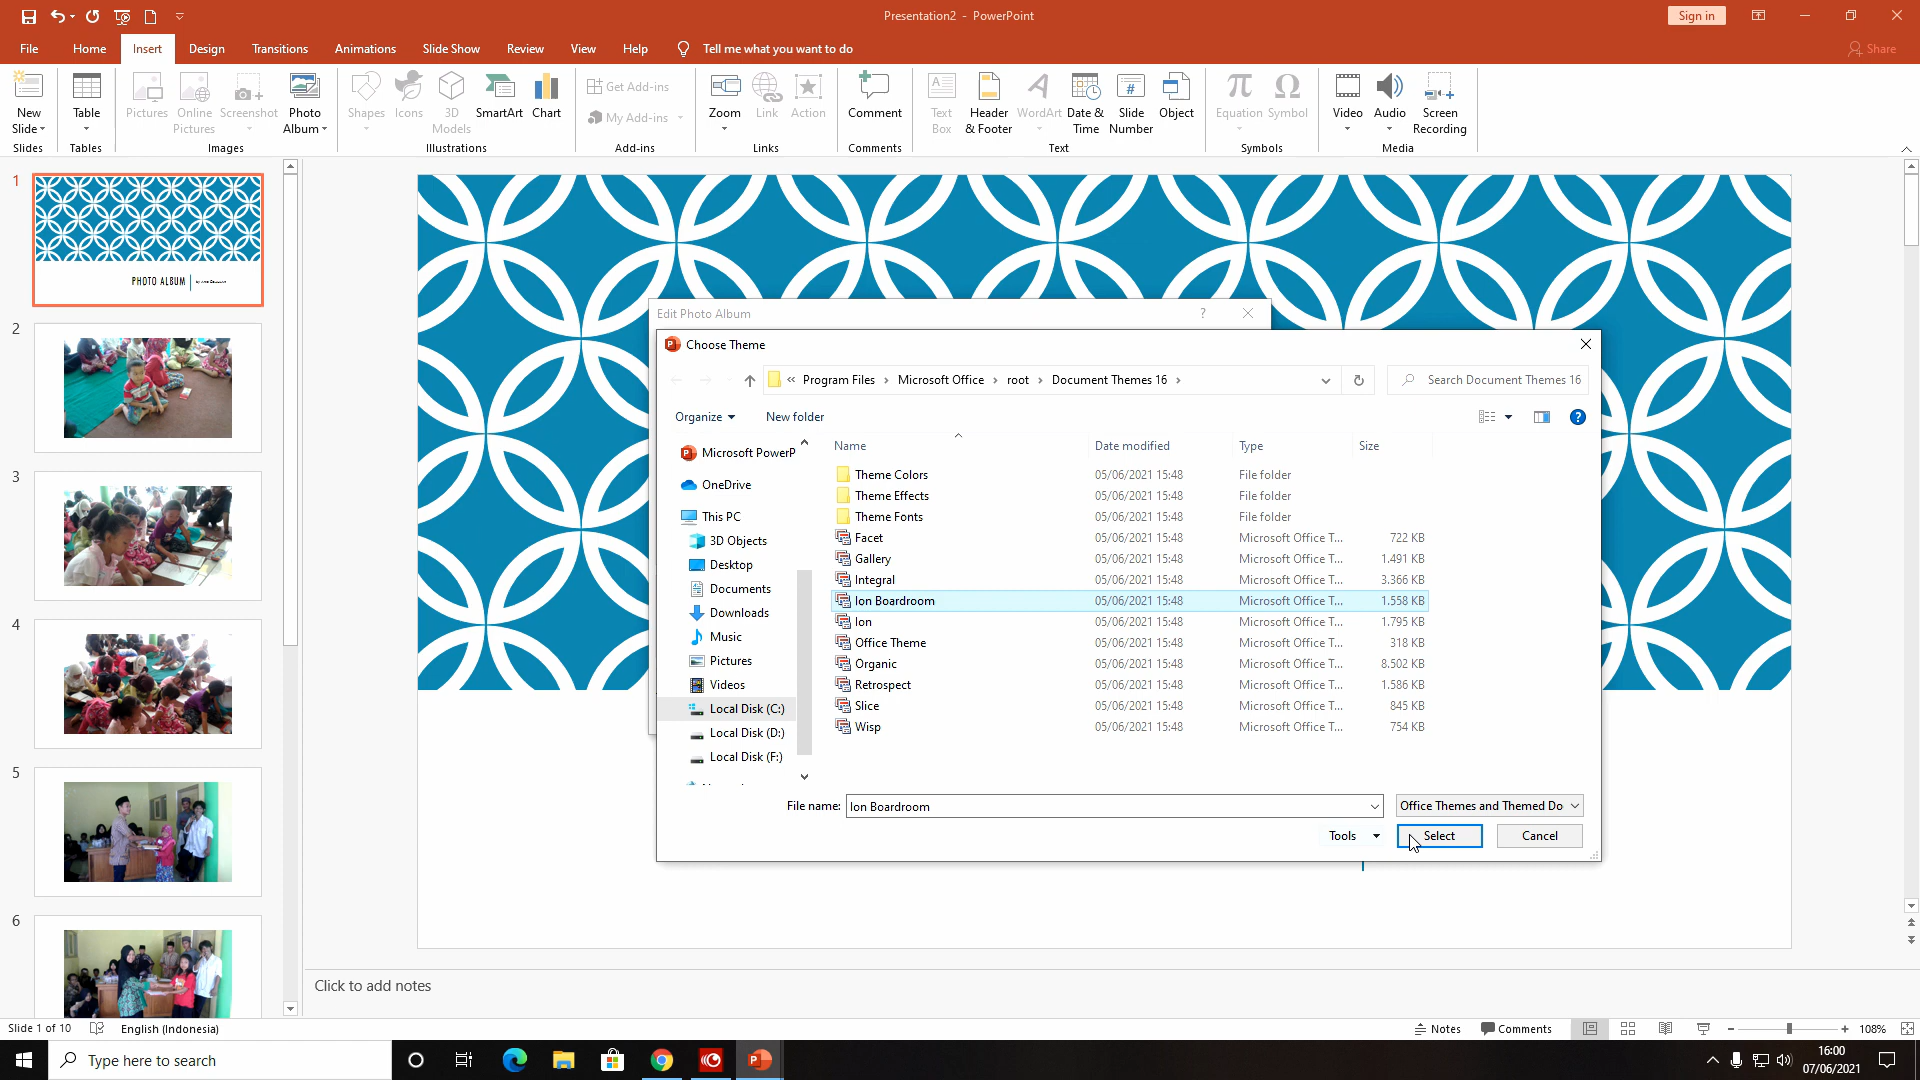 Presentation2 - PowerPoint
Sign in
File Home Insert Design Transitions Animations Slide Show Review View Help Tell me what you want to do Share
New Slide
Table
Pictures
Online Pictures
Screenshot
Photo Album
Shapes
Icons
3D Models
SmartArt
Chart
Get Add-ins
My Add-ins
Zoom
Link
Action
Comment
Text Box
Header & Footer
WordArt
Date & Time
Slide Number
Object
Equation
Symbol
Video
Audio
Screen Recording
Slides Tables Images Illustrations Add-ins Links Comments Text Symbols Media
1
PHOTO ALBUM
2
3
4
5
6
Edit Photo Album
?
Choose Theme
« Program Files › Microsoft Office › root › Document Themes 16 ›
Search Document Themes 16
Organize New folder
Microsoft PowerP
OneDrive
This PC
3D Objects
Desktop
Documents
Downloads
Music
Pictures
Videos
Local Disk (C:)
Local Disk (D:)
Local Disk (F:)
Name Date modified Type Size
Theme Colors 05/06/2021 15:48 File folder
Theme Effects 05/06/2021 15:48 File folder
Theme Fonts 05/06/2021 15:48 File folder
Facet 05/06/2021 15:48 Microsoft Office T... 722 KB
Gallery 05/06/2021 15:48 Microsoft Office T... 1.491 KB
Integral 05/06/2021 15:48 Microsoft Office T... 3.366 KB
Ion Boardroom 05/06/2021 15:48 Microsoft Office T... 1.558 KB
Ion 05/06/2021 15:48 Microsoft Office T... 1.795 KB
Office Theme 05/06/2021 15:48 Microsoft Office T... 318 KB
Organic 05/06/2021 15:48 Microsoft Office T... 8.502 KB
Retrospect 05/06/2021 15:48 Microsoft Office T... 1.586 KB
Slice 05/06/2021 15:48 Microsoft Office T... 845 KB
Wisp 05/06/2021 15:48 Microsoft Office T... 754 KB
File name: Ion Boardroom
Office Themes and Themed Do
Tools Select Cancel
Click to add notes
Slide 1 of 10 English (Indonesia) Notes Comments 108%
Type here to search
16:00
07/06/2021